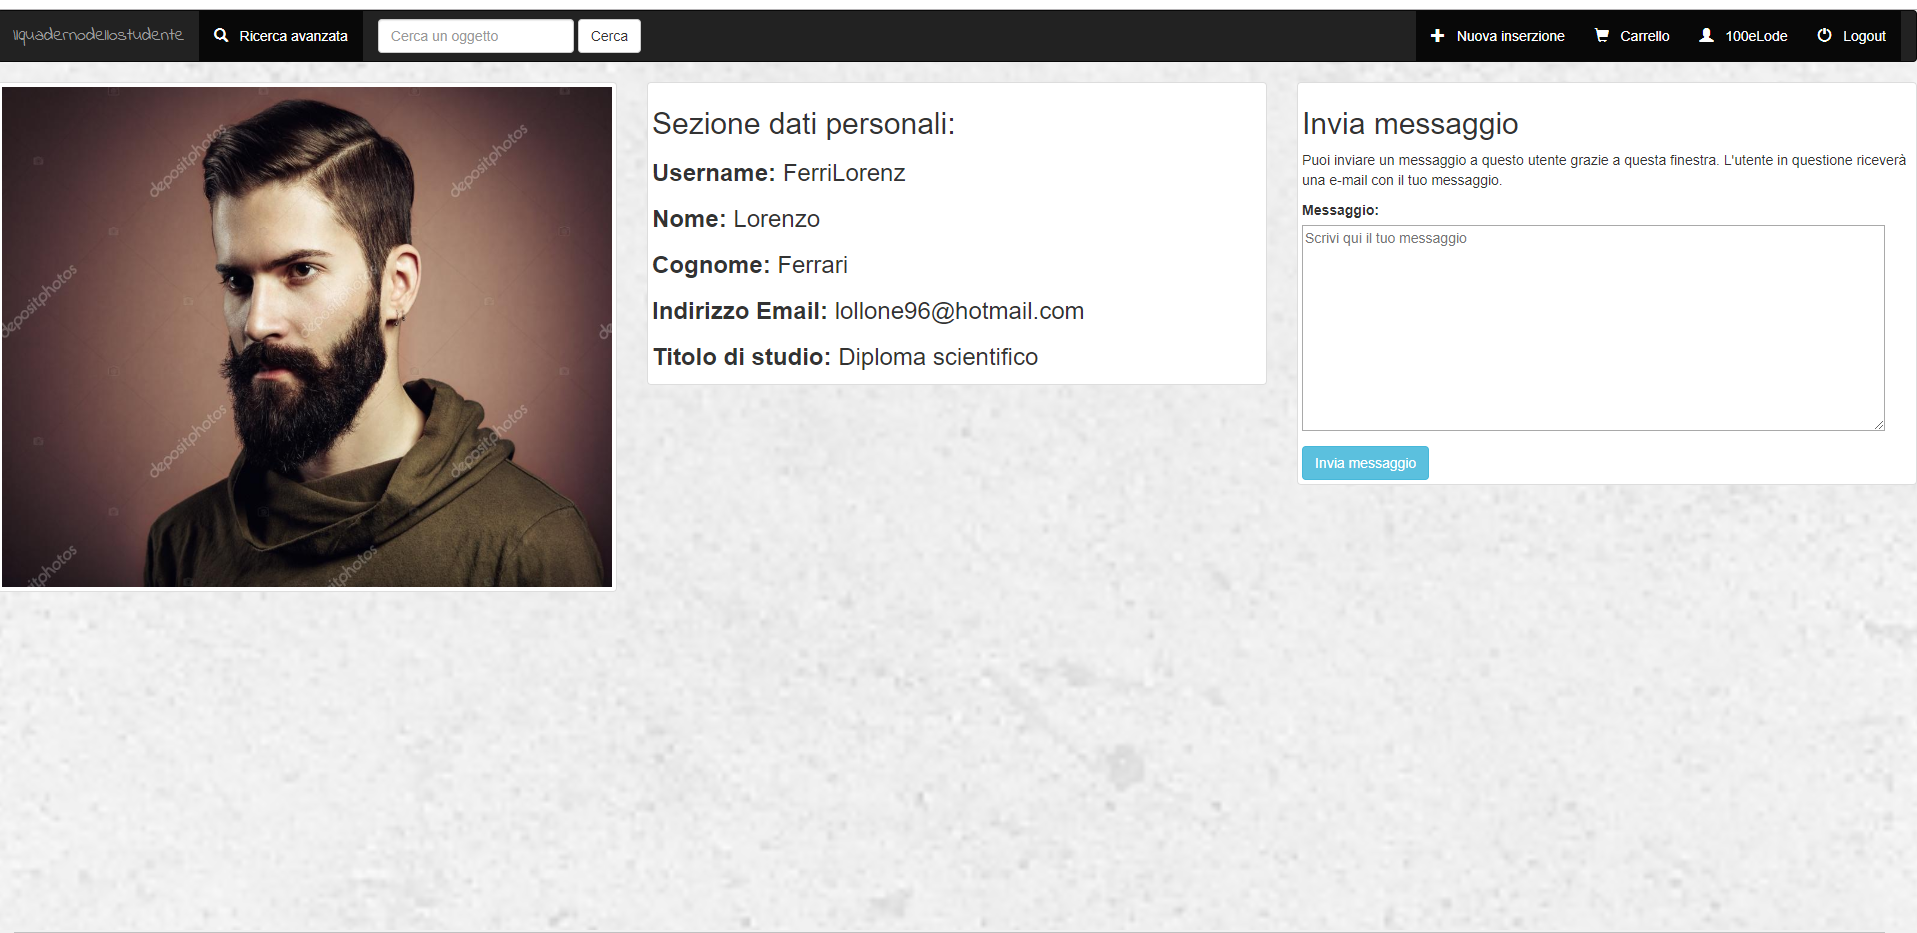 ilquadernodellostudente
Ricerca avanzata
Cerca un oggetto
Cerca
Nuova inserzione
Carrello
100eLode
Logout
depositphotos
depositphotos
depositphotos
depositphotos
depositphotos
Sezione dati personali:
Username: FerriLorenz
Nome: Lorenzo
Cognome: Ferrari
Indirizzo Email: lollone96@hotmail.com
Titolo di studio: Diploma scientifico
Invia messaggio
Puoi inviare un messaggio a questo utente grazie a questa finestra. L'utente in questione riceverà
una e-mail con il tuo messaggio.
Messaggio:
Scrivi qui il tuo messaggio
Invia messaggio